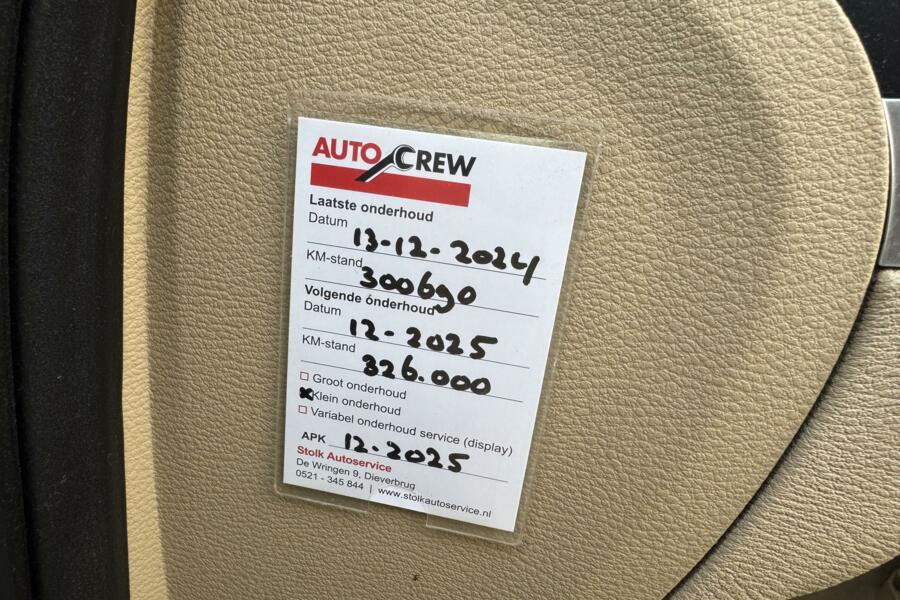 AUTO CREW
Laatste onderhoud
Datum 13-12-2024
KM-stand 300690
Volgende onderhoud
Datum 12-2025
KM-stand 326.000
Groot onderhoud
Klein onderhoud
Variabel onderhoud service (display)
APK 12-2025
Stolk Autoservice
De Wringen 9, Dieverbrug
0521 - 345 844 | www.stolkautoservice.nl